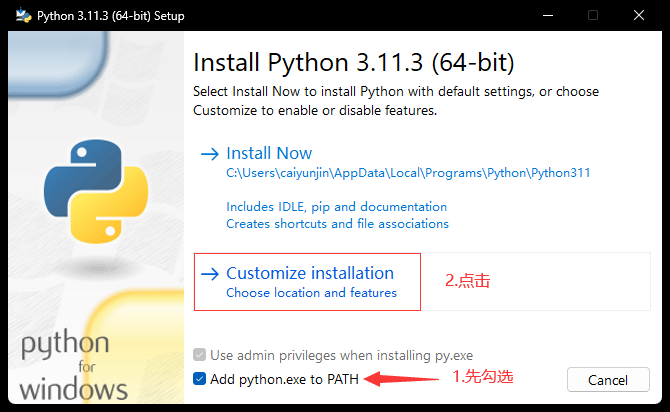 Python 3.11.3 (64-bit) Setup
Install Python 3.11.3 (64-bit)
Select Install Now to install Python with default settings, or choose
Customize to enable or disable features.
Install Now
C:\Users\caiyunjin\AppData\Local\Programs\Python\Python311
Includes IDLE, pip and documentation
Creates shortcuts and file associations
Customize installation
Choose location and features
2.点击
python
for
windows
Use admin privileges when installing py.exe
Add python.exe to PATH
1.先勾选
Cancel